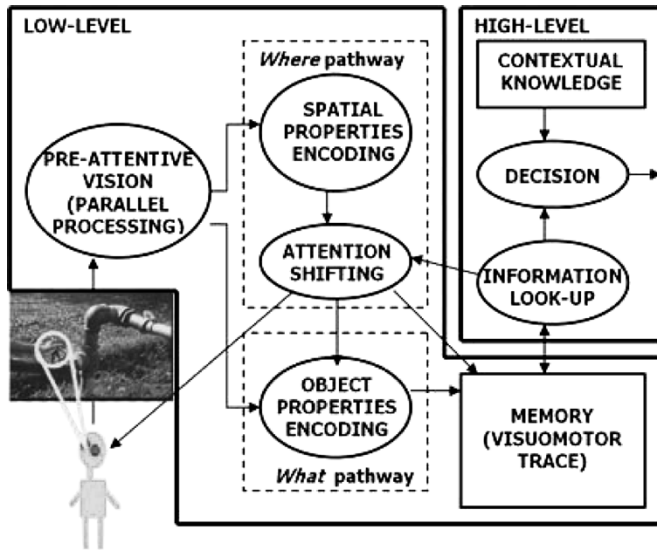 LOW-LEVEL
HIGH-LEVEL
Where pathway
CONTEXTUAL
KNOWLEDGE
SPATIAL
PROPERTIES
ENCODING
PRE-ATTENTIVE
VISION
(PARALLEL
PROCESSING)
DECISION
ATTENTION
SHIFTING
INFORMATION
LOOK-UP
OBJECT
PROPERTIES
ENCODING
MEMORY
(VISUOMOTOR
TRACE)
What pathway